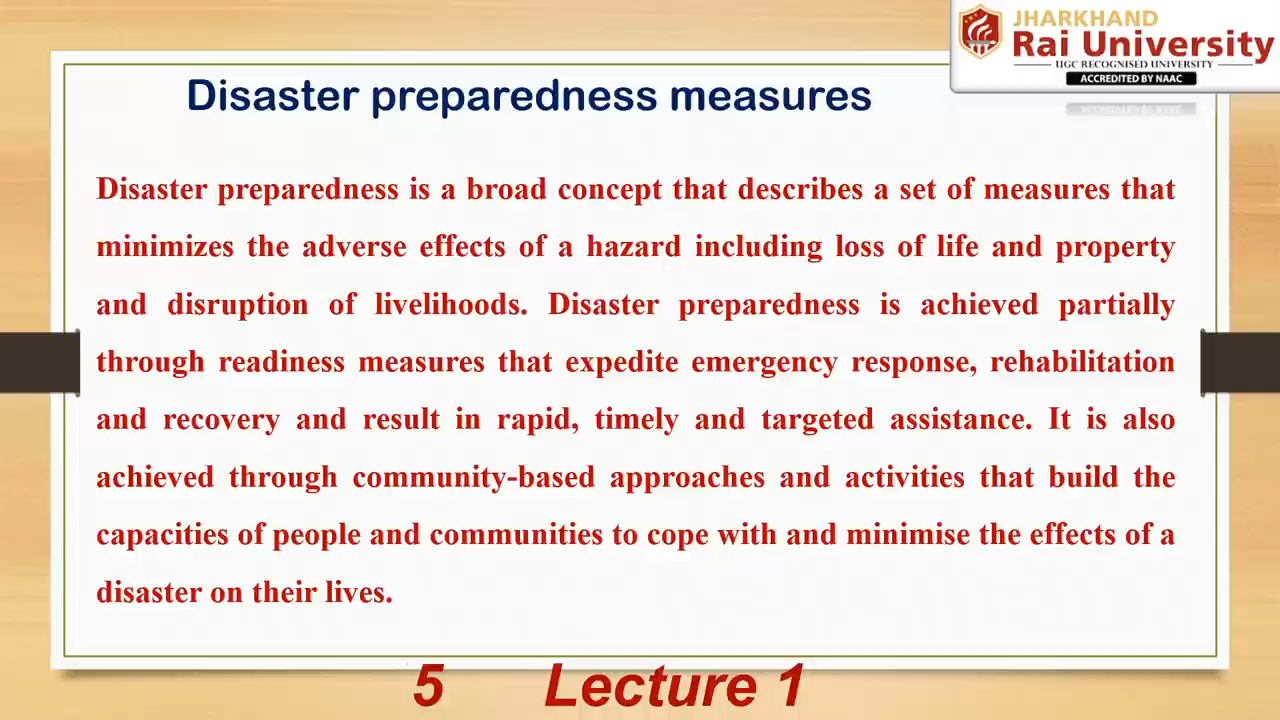 JHARKHAND
Rai University
UGC RECOGNISED UNIVERSITY
ACCREDITED BY NAAC
Disaster preparedness measures
Disaster preparedness is a broad concept that describes a set of measures that
minimizes the adverse effects of a hazard including loss of life and property
and disruption of livelihoods. Disaster preparedness is achieved partially
through readiness measures that expedite emergency response, rehabilitation
and recovery and result in rapid, timely and targeted assistance. It is also
achieved through community-based approaches and activities that build the
capacities of people and communities to cope with and minimise the effects of a
disaster on their lives.
5 Lecture 1